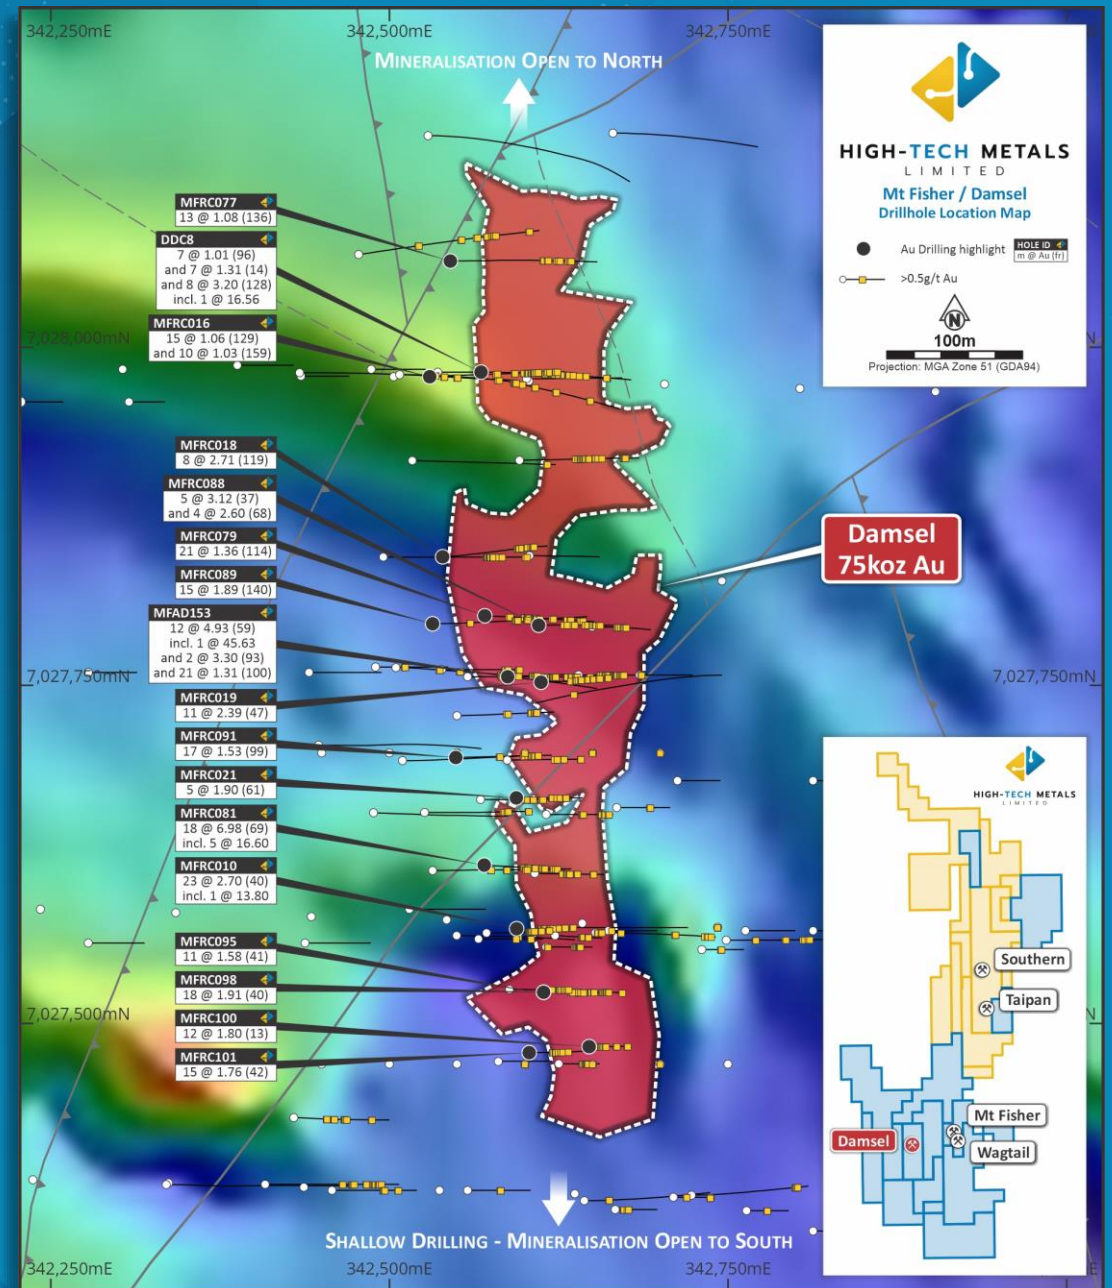 342,250mE
342,500mE
342,750mE
MINERALISATION OPEN TO NORTH
HIGH-TECH METALS
LIMITED
Mt Fisher / Damsel
Drillhole Location Map
Au Drilling highlight
HOLE ID
m @ Au (fr)
>0.5g/t Au
N
100m
Projection: MGA Zone 51 (GDA94)
MFRC077
13 @ 1.08 (136)
DDC8
7 @ 1.01 (96)
and 7 @ 1.31 (14)
and 8 @ 3.20 (128)
incl. 1 @ 16.56
7,028,000mN
MFRC016
15 @ 1.06 (129)
and 10 @ 1.03 (159)
MFRC018
8 @ 2.71 (119)
MFRC088
5 @ 3.12 (37)
and 4 @ 2.60 (68)
MFRC079
21 @ 1.36 (114)
MFRC089
15 @ 1.89 (140)
Damsel
75koz Au
MFAD153
12 @ 4.93 (59)
incl. 1 @ 45.63
and 2 @ 3.30 (93)
and 21 @ 1.31 (100)
7,027,750mN
7,027,750mN
MFRC019
11 @ 2.39 (47)
MFRC091
17 @ 1.53 (99)
MFRC021
5 @ 1.90 (61)
MFRC081
18 @ 6.98 (69)
incl. 5 @ 16.60
MFRC010
23 @ 2.70 (40)
incl. 1 @ 13.80
MFRC095
11 @ 1.58 (41)
MFRC098
18 @ 1.91 (40)
7,027,500mN
MFRC100
12 @ 1.80 (13)
MFRC101
15 @ 1.76 (42)
HIGH-TECH METALS
LIMITED
Southern
Taipan
Mt Fisher
Damsel
Wagtail
SHALLOW DRILLING - MINERALISATION OPEN TO SOUTH
342,250mE
342,500mE
342,750mE